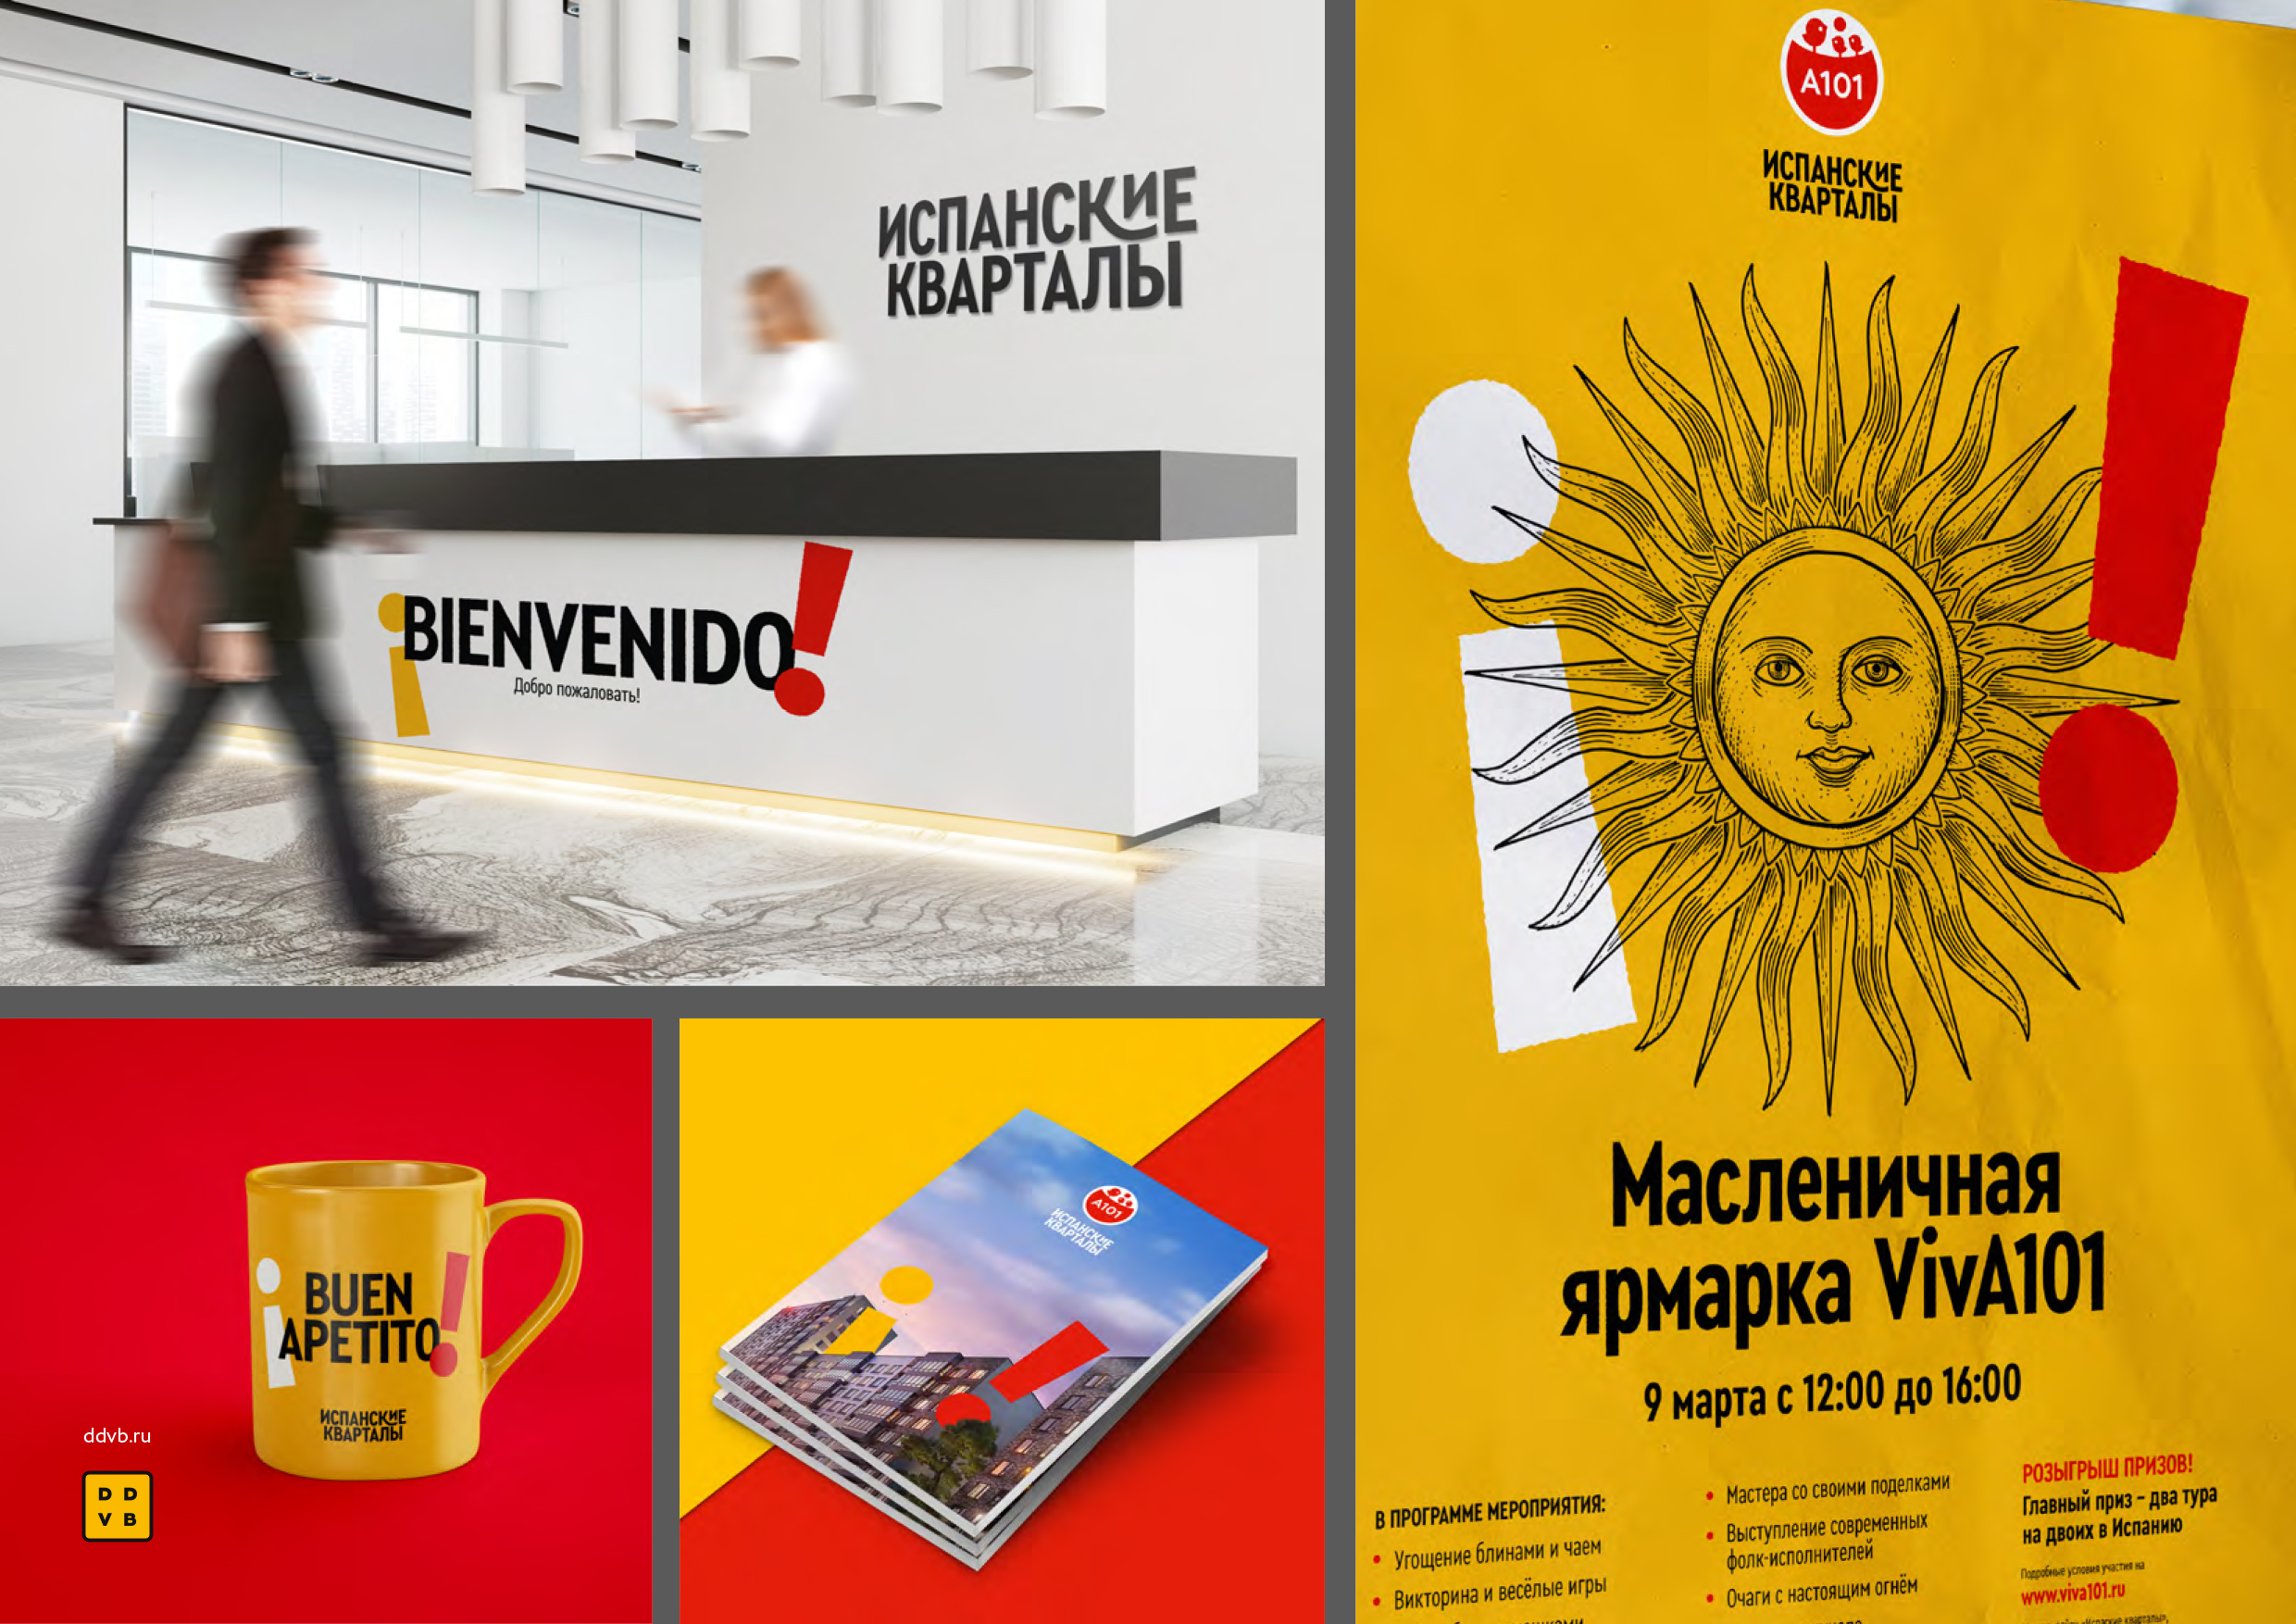 ИСПАНСКИЕ
КВАРТАЛЫ
¡BIENVENIDO!
Добро пожаловать!
¡BUEN
APETITO!
ИСПАНСКИЕ
КВАРТАЛЫ
ddvb.ru
D D
V B
A101
ИСПАНСКИЕ
КВАРТАЛЫ
A101
ИСПАНСКИЕ
КВАРТАЛЫ
Масленичная
ярмарка VivA101
9 марта с 12:00 до 16:00
В ПРОГРАММЕ МЕРОПРИЯТИЯ:
• Угощение блинами и чаем
• Викторина и весёлые игры
• Мастера со своими поделками
• Выступление современных
фолк-исполнителей
• Очаги с настоящим огнём
РОЗЫГРЫШ ПРИЗОВ!
Главный приз – два тура
на двоих в Испанию
Подробные условия участия на
www.viva101.ru